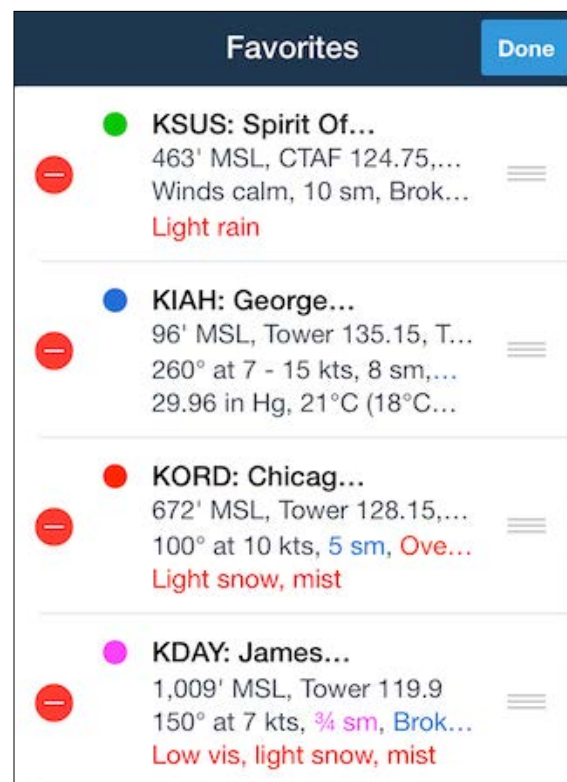 Favorites
Done
KSUS: Spirit Of...
463' MSL, CTAF 124.75,...
Winds calm, 10 sm, Brok...
Light rain
KIAH: George...
96' MSL, Tower 135.15, T...
260° at 7 - 15 kts, 8 sm,...
29.96 in Hg, 21°C (18°C...
KORD: Chicag...
672' MSL, Tower 128.15,...
100° at 10 kts, 5 sm, Ove...
Light snow, mist
KDAY: James...
1,009' MSL, Tower 119.9
150° at 7 kts, ¾ sm, Brok...
Low vis, light snow, mist